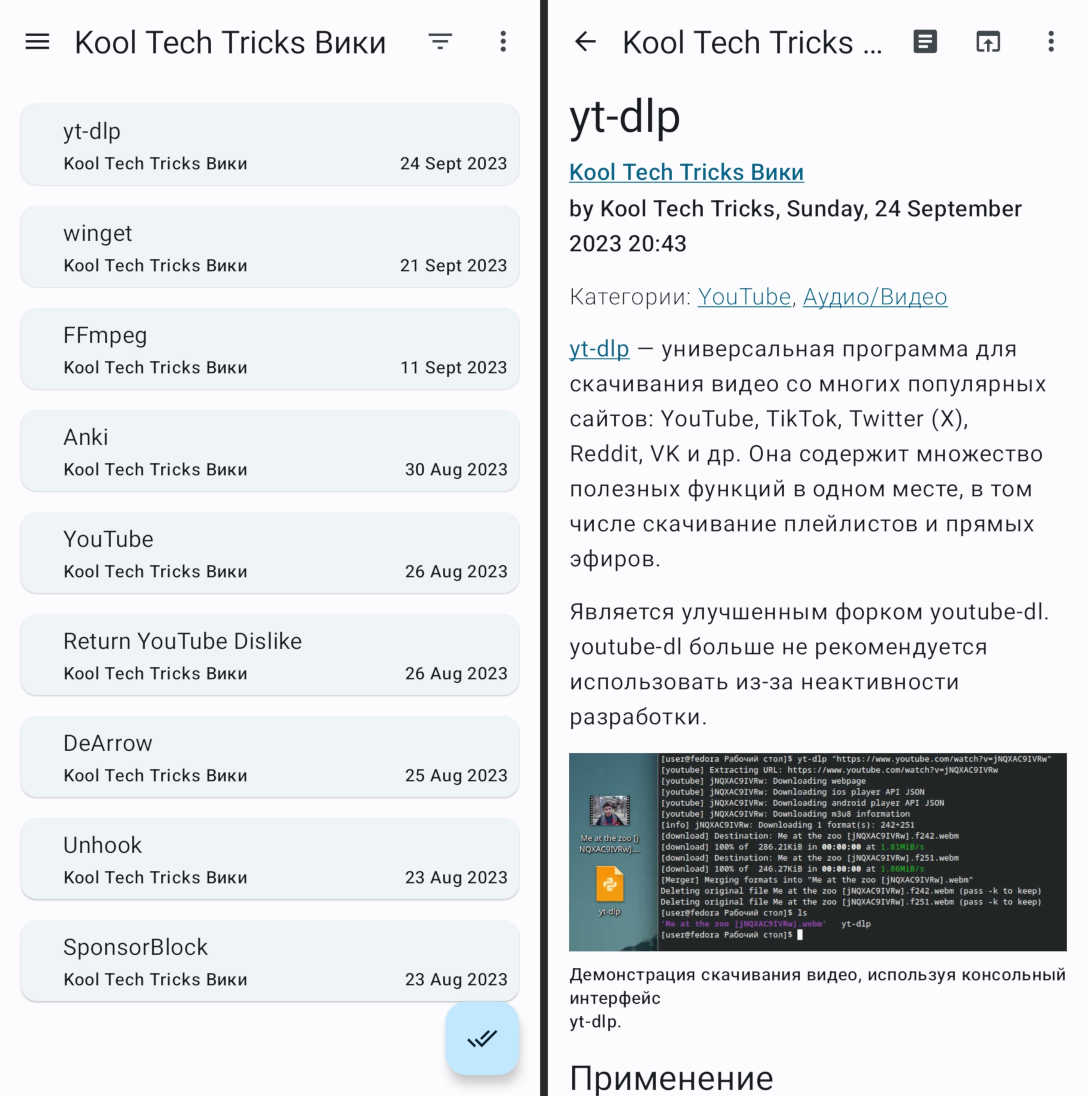 Kool Tech Tricks Вики
yt-dlp
Kool Tech Tricks Вики 24 Sept 2023
winget
Kool Tech Tricks Вики 21 Sept 2023
FFmpeg
Kool Tech Tricks Вики 11 Sept 2023
Anki
Kool Tech Tricks Вики 30 Aug 2023
YouTube
Kool Tech Tricks Вики 26 Aug 2023
Return YouTube Dislike
Kool Tech Tricks Вики 26 Aug 2023
DeArrow
Kool Tech Tricks Вики 25 Aug 2023
Unhook
Kool Tech Tricks Вики 23 Aug 2023
SponsorBlock
Kool Tech Tricks Вики 23 Aug 2023
Kool Tech Tricks ...
yt-dlp
Kool Tech Tricks Вики
by Kool Tech Tricks, Sunday, 24 September
2023 20:43
Категории: YouTube, Аудио/Видео
yt-dlp — универсальная программа для
скачивания видео со многих популярных
сайтов: YouTube, TikTok, Twitter (X),
Reddit, VK и др. Она содержит множество
полезных функций в одном месте, в том
числе скачивание плейлистов и прямых
эфиров.
Является улучшенным форком youtube-dl.
youtube-dl больше не рекомендуется
использовать из-за неактивности
разработки.
Me at the zoo [j
NQXAC9IVRw]....
yt-dlp
[user@fedora Рабочий стол]$ yt-dlp "https://www.youtube.com/watch?v=jNQXAC9IVRw"
[youtube] Extracting URL: https://www.youtube.com/watch?v=jNQXAC9IVRw
[youtube] jNQXAC9IVRw: Downloading webpage
[youtube] jNQXAC9IVRw: Downloading ios player API JSON
[youtube] jNQXAC9IVRw: Downloading android player API JSON
[youtube] jNQXAC9IVRw: Downloading m3u8 information
[info] jNQXAC9IVRw: Downloading 1 format(s): 242+251
[download] Destination: Me at the zoo [jNQXAC9IVRw].f242.webm
[download] 100% of 286.21KiB in 00:00:00 at 1.81MiB/s
[download] Destination: Me at the zoo [jNQXAC9IVRw].f251.webm
[download] 100% of 246.27KiB in 00:00:00 at 1.86MiB/s
[Merger] Merging formats into "Me at the zoo [jNQXAC9IVRw].webm"
Deleting original file Me at the zoo [jNQXAC9IVRw].f242.webm (pass -k to keep)
Deleting original file Me at the zoo [jNQXAC9IVRw].f251.webm (pass -k to keep)
[user@fedora Рабочий стол]$ ls
'Me at the zoo [jNQXAC9IVRw].webm' yt-dlp
[user@fedora Рабочий стол]$
Демонстрация скачивания видео, используя консольный
интерфейс
yt-dlp.
Применение